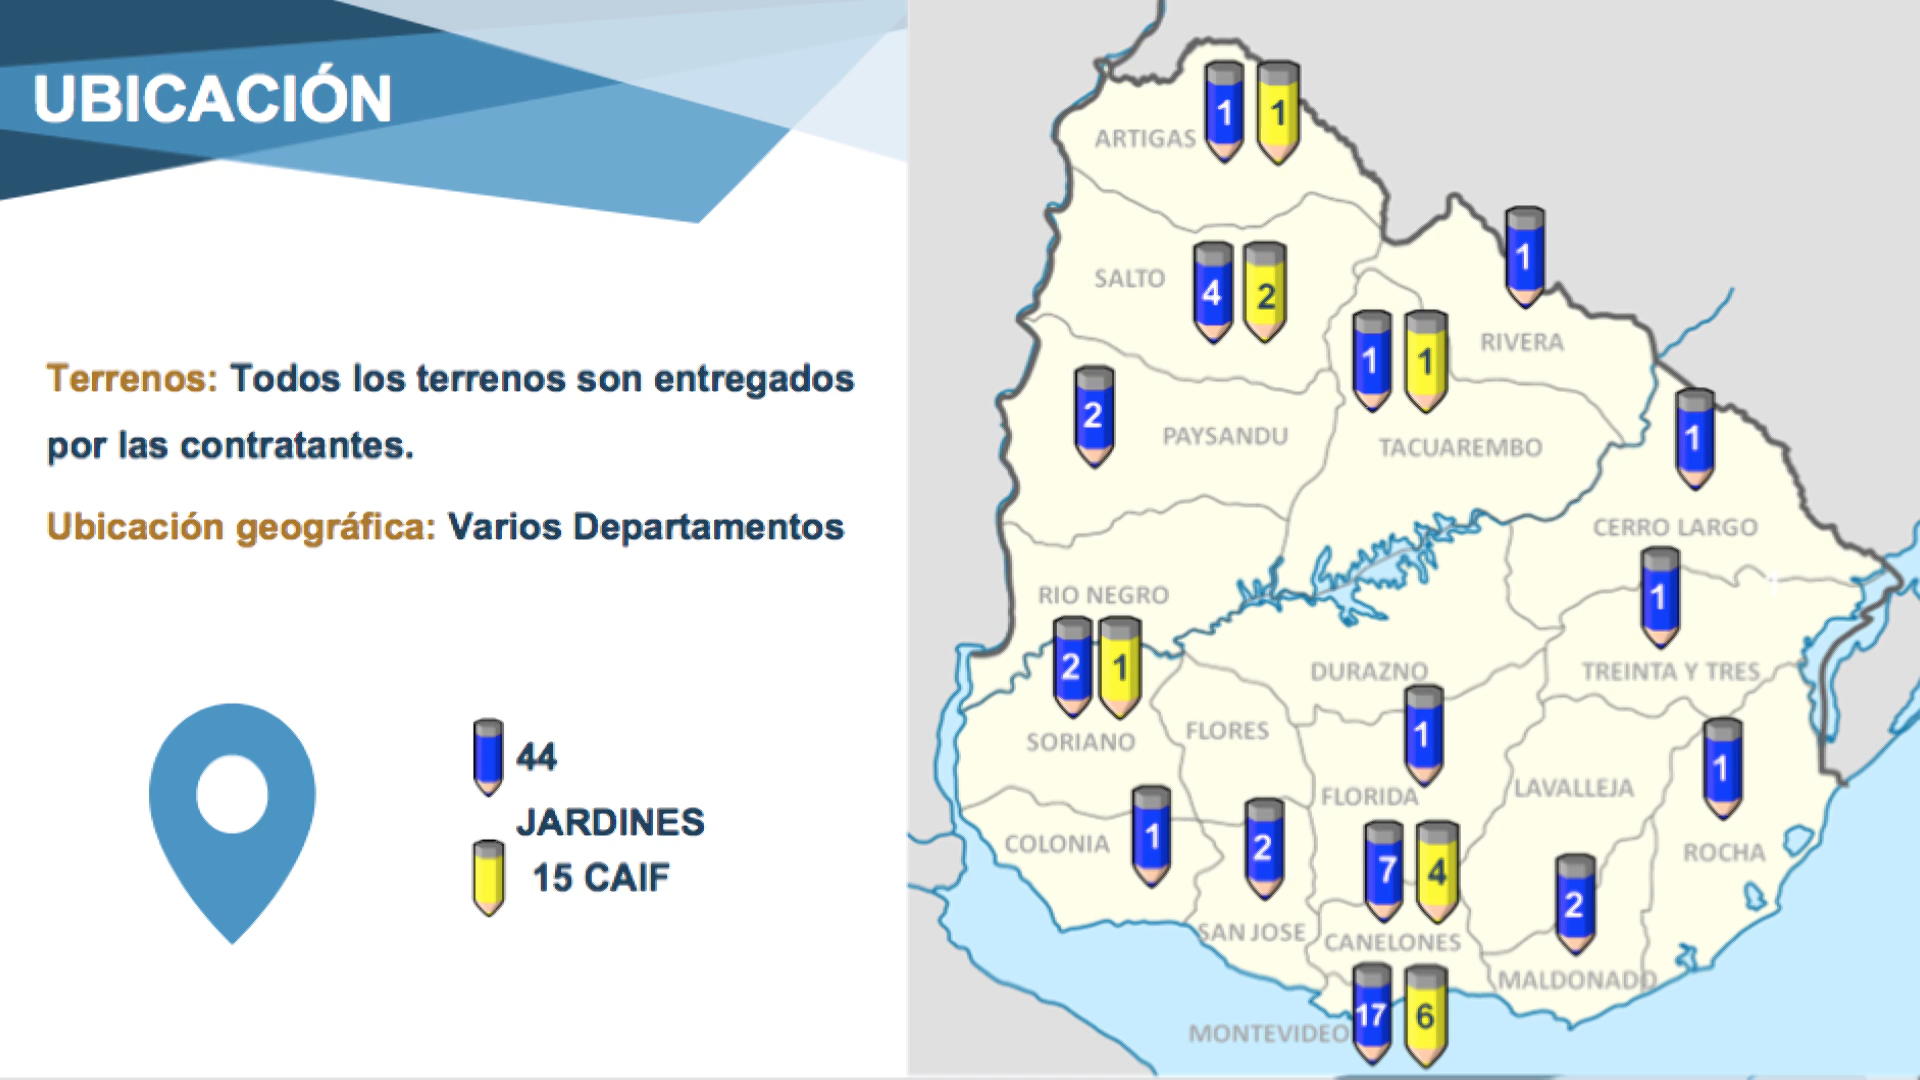 UBICACIÓN
Terrenos: Todos los terrenos son entregados
por las contratantes.
Ubicación geográfica: Varios Departamentos
44
JARDINES
15 CAIF
1 1
ARTIGAS
1
SALTO 4 2
RIVERA
1 1
2
PAYSANDU
TACUAREMBO
1
CERRO LARGO
RIO NEGRO
1
2 1
DURAZNO
TREINTA Y TRES
SORIANO
FLORES
1
1
FLORIDA
LAVALLEJA
COLONIA
1
2
7 4
ROCHA
2
SAN JOSE
CANELONES
MALDONADO
MONTEVIDEO 17 6